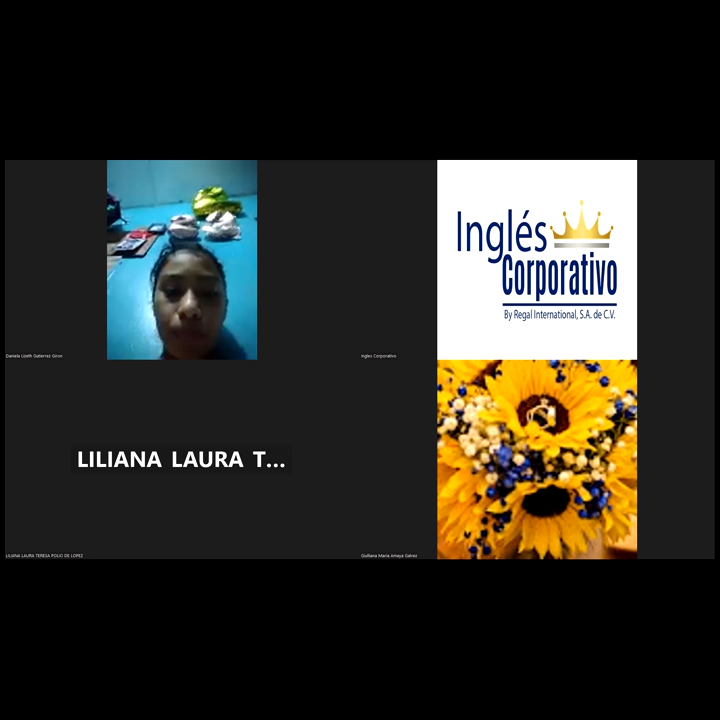 Inglés
Corporativo
By Regal International, S.A. de C.V.
Daniela Lizeth Gutierrez Giron
Ingles Corporativo
LILIANA LAURA T...
LILIANA LAURA TERESA POLIO DE LOPEZ
Giulliana Maria Amaya Galvez